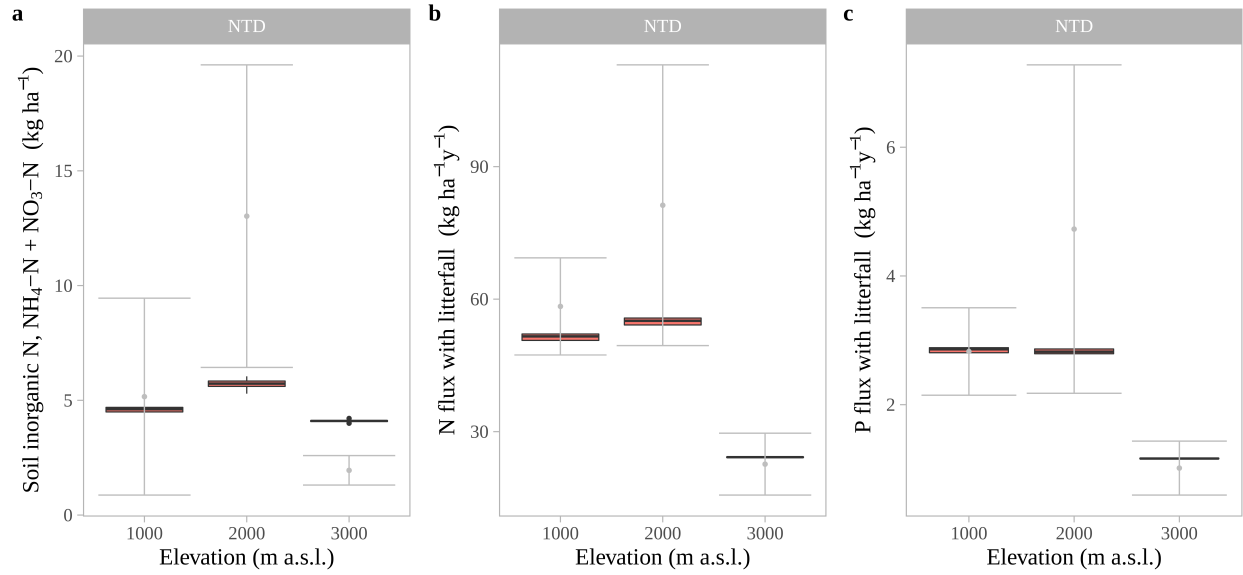 a
NTD
Soil inorganic N, NH₄−N + NO₃−N (kg ha⁻¹)
20
15
10
5
0
1000 2000 3000
Elevation (m a.s.l.)
b
NTD
N flux with litterfall (kg ha⁻¹y⁻¹)
90
60
30
1000 2000 3000
Elevation (m a.s.l.)
c
NTD
P flux with litterfall (kg ha⁻¹y⁻¹)
6
4
2
1000 2000 3000
Elevation (m a.s.l.)